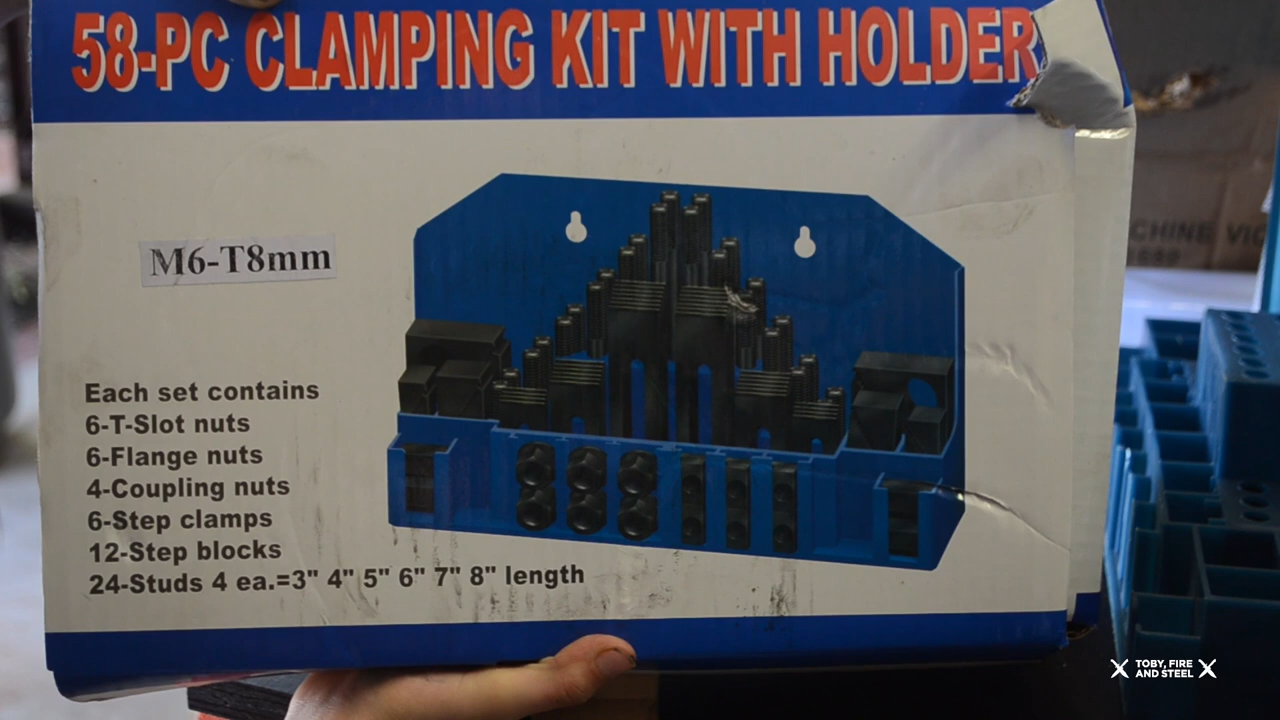 58-PC CLAMPING KIT WITH HOLDER
M6-T8mm
Each set contains
6-T-Slot nuts
6-Flange nuts
4-Coupling nuts
6-Step clamps
12-Step blocks
24-Studs 4 ea.=3" 4" 5" 6" 7" 8" length
TOBY, FIRE
AND STEEL